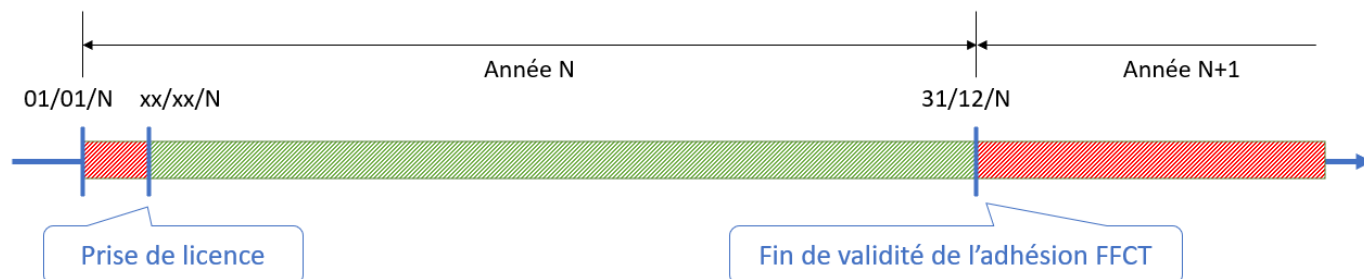 Année N
Année N+1
01/01/N
xx/xx/N
31/12/N
Prise de licence
Fin de validité de l’adhésion FFCT